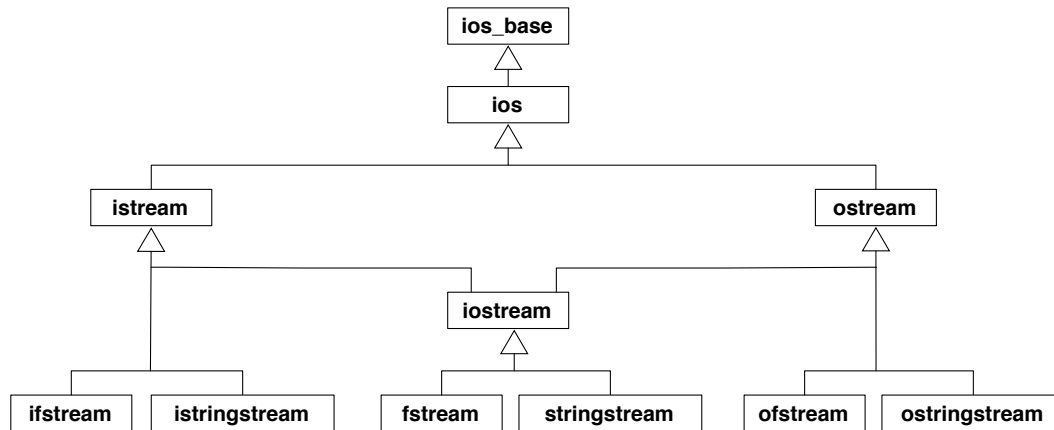 ios_base
ios
istream
ostream
iostream
ifstream
istringstream
fstream
stringstream
ofstream
ostringstream